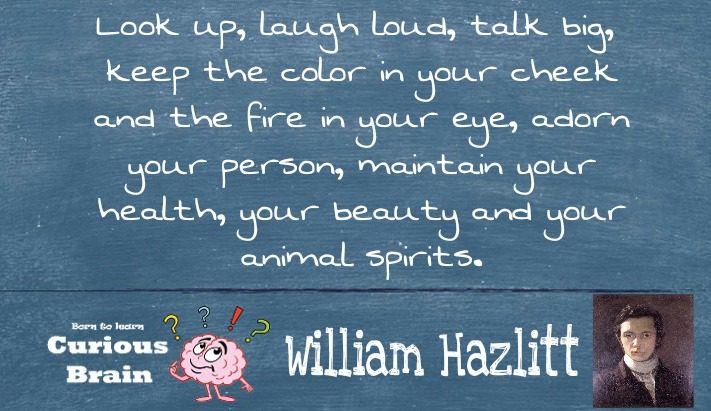 Look up, laugh loud, talk big,
keep the color in your cheek
and the fire in your eye, adorn
your person, maintain your
health, your beauty and your
animal spirits.
Born to learn
Curious
Brain
? ? ! ?
William Hazlitt